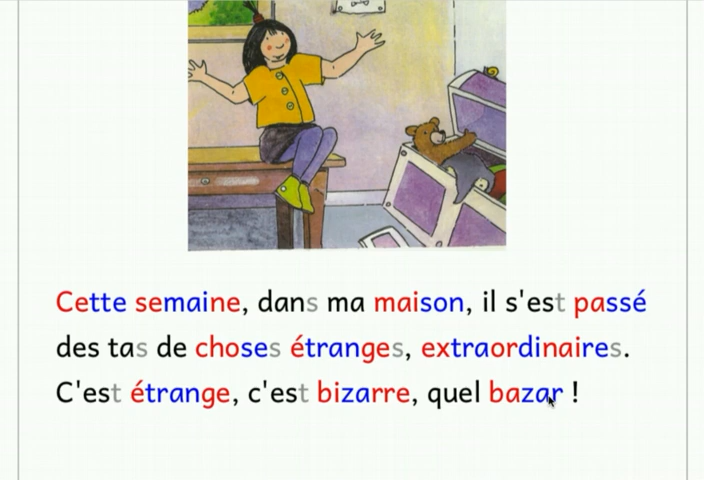 Cette semaine, dans ma maison, il s'est passé
des tas de choses étranges, extraordinaires.
C'est étrange, c'est bizarre, quel bazar !